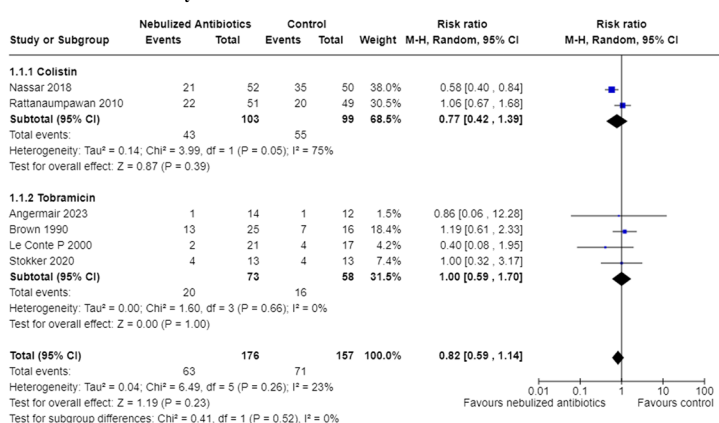 Nebulized Antibiotics Control Risk ratio Risk ratio
Study or Subgroup Events Total Events Total Weight M-H, Random, 95% CI M-H, Random, 95% CI
1.1.1 Colistin
Nassar 2018 21 52 35 50 38.0% 0.58 [0.40 , 0.84]
Rattanaumpawan 2010 22 51 20 49 30.5% 1.06 [0.67 , 1.68]
Subtotal (95% CI) 103 99 68.5% 0.77 [0.42 , 1.39]
Total events: 43 55
Heterogeneity: Tau² = 0.14; Chi² = 3.99, df = 1 (P = 0.05); I² = 75%
Test for overall effect: Z = 0.87 (P = 0.39)
1.1.2 Tobramicin
Angermair 2023 1 14 1 12 1.5% 0.86 [0.06 , 12.28]
Brown 1990 13 25 7 16 18.4% 1.19 [0.61 , 2.33]
Le Conte P 2000 2 21 4 17 4.2% 0.40 [0.08 , 1.95]
Stokker 2020 4 13 4 13 7.4% 1.00 [0.32 , 3.17]
Subtotal (95% CI) 73 58 31.5% 1.00 [0.59 , 1.70]
Total events: 20 16
Heterogeneity: Tau² = 0.00; Chi² = 1.60, df = 3 (P = 0.66); I² = 0%
Test for overall effect: Z = 0.00 (P = 1.00)
Total (95% CI) 176 157 100.0% 0.82 [0.59 , 1.14]
Total events: 63 71
Heterogeneity: Tau² = 0.04; Chi² = 6.49, df = 5 (P = 0.26); I² = 23%
0.01 0.1 1 10 100
Test for overall effect: Z = 1.19 (P = 0.23)
Favours nebulized antibiotics Favours control
Test for subgroup differences: Chi² = 0.41, df = 1 (P = 0.52), I² = 0%